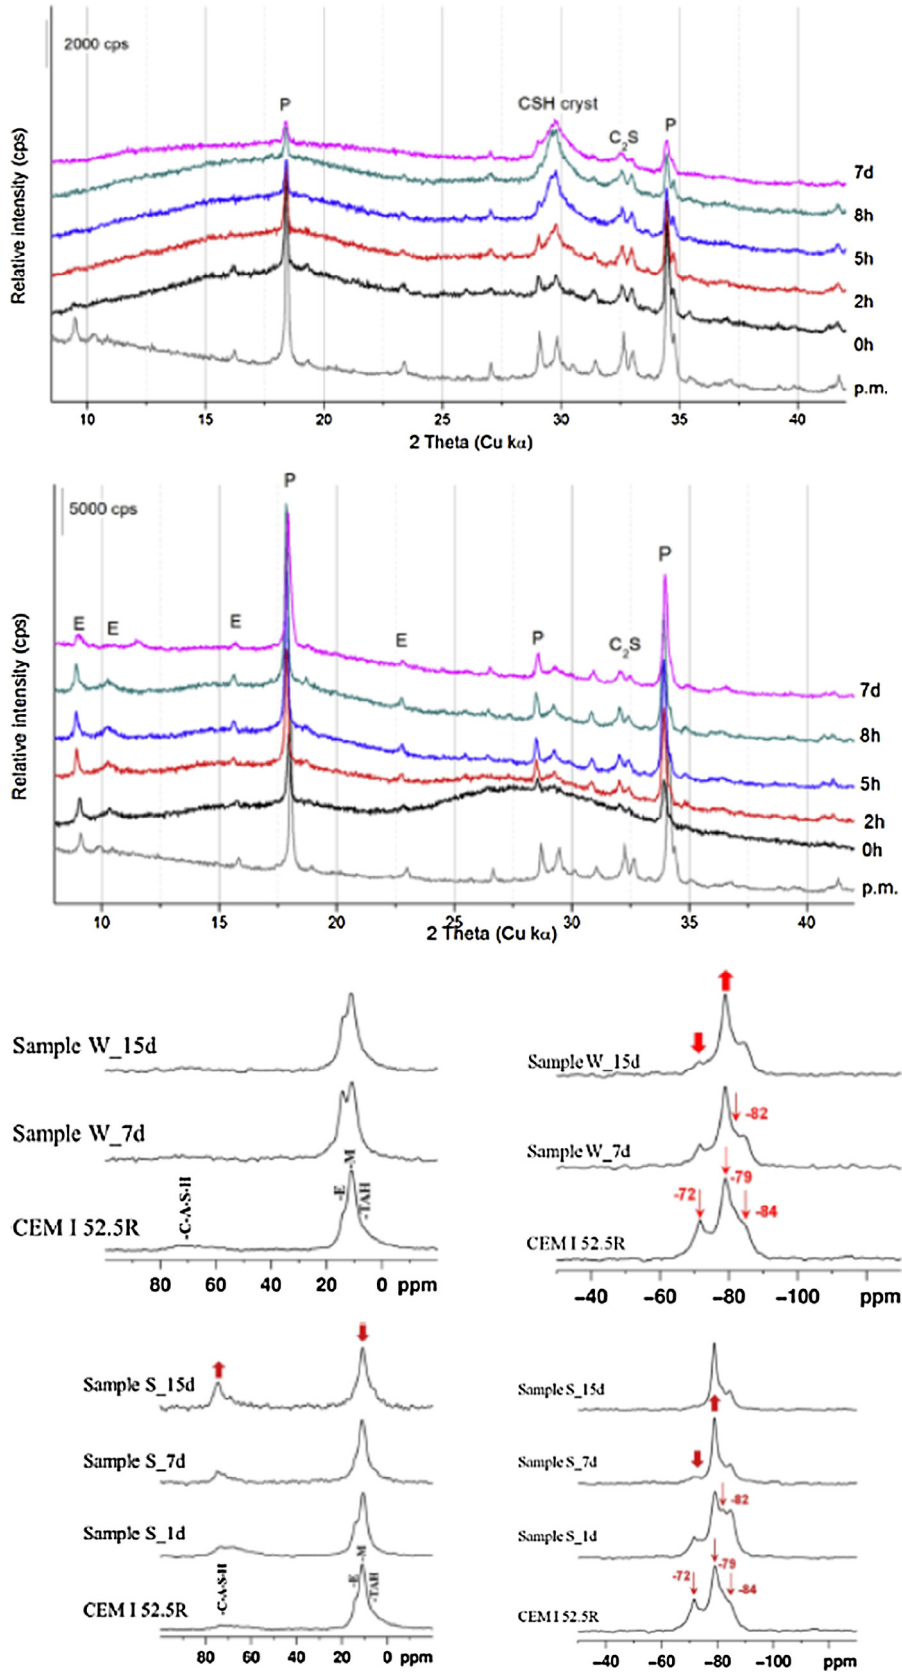 2000 cps
P
CSH cryst
C2S
P
7d
8h
5h
2h
0h
p.m.
Relative intensity (cps)
10 15 20 25 30 35 40
2 Theta (Cu kα)
5000 cps
P
E
E
E
E
P
C2S
P
7d
8h
5h
2h
0h
p.m.
Relative intensity (cps)
10 15 20 25 30 35 40
2 Theta (Cu kα)
Sample W_15d
Sample W_7d
CEM I 52.5R
-C-A-S-H
-E
-M
-TAH
80 60 40 20 0 ppm
Sample W_15d
Sample W_7d
-82
-72
-79
-84
CEM I 52.5R
−40 −60 −80 −100 ppm
Sample S_15d
Sample S_7d
Sample S_1d
CEM I 52.5R
-C-A-S-H
-E
-M
-TAH
80 60 40 20 0 ppm
Sample S_15d
Sample S_7d
-82
Sample S_1d
-72
-79
-84
CEM I 52.5R
−40 −60 −80 −100 ppm